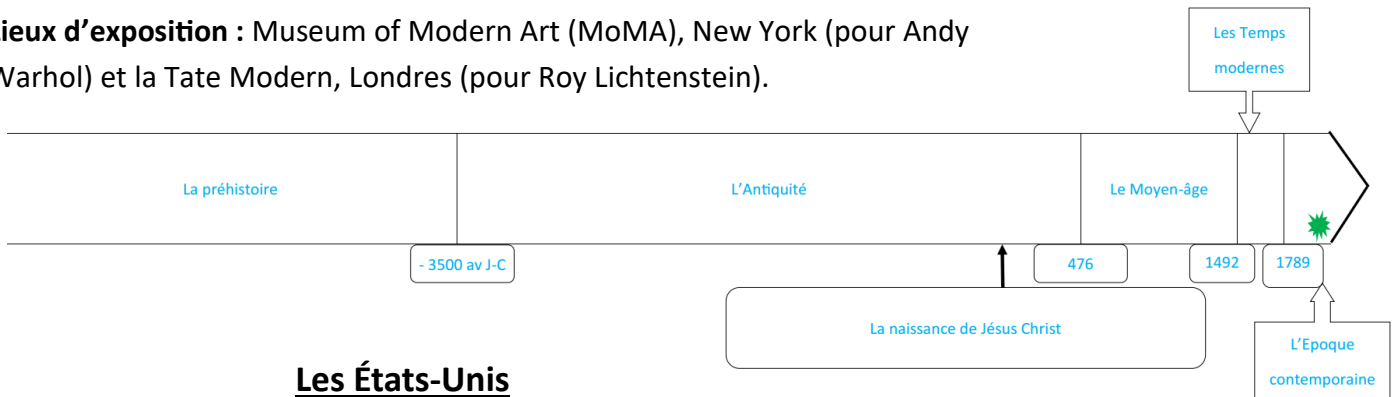 ieux d’exposition : Museum of Modern Art (MoMA), New York (pour Andy
Warhol) et la Tate Modern, Londres (pour Roy Lichtenstein).
Les Temps
modernes
La préhistoire
L’Antiquité
Le Moyen-âge
- 3500 av J-C
476
1492
1789
La naissance de Jésus Christ
L’Epoque
contemporaine
Les États-Unis